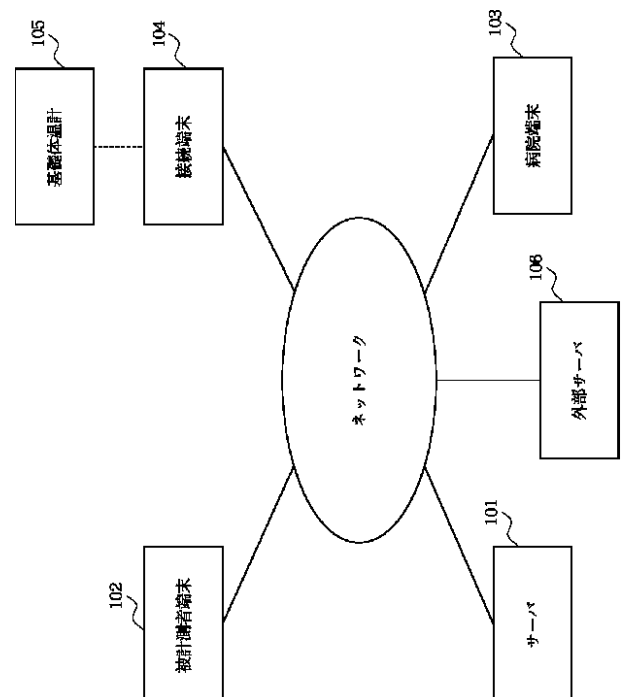 105
基礎体温計
104
接続端末
103
病院端末
ネットワーク
106
外部サーバ
102
被計測者端末
101
サーバ